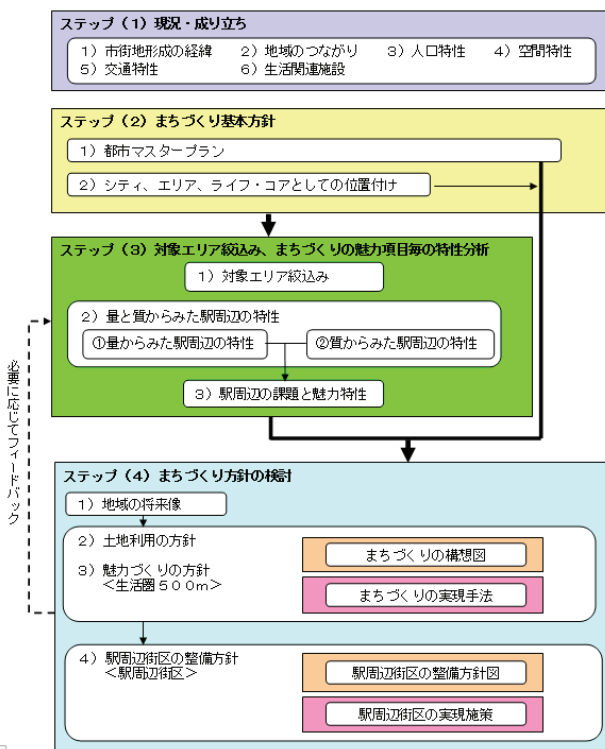 ステップ（１）現況・成り立ち
１）市街地形成の経緯　２）地域のつながり　３）人口特性　４）空間特性
５）交通特性　６）生活関連施設
ステップ（２）まちづくり基本方針
１）都市マスタープラン
２）シティ、エリア、ライフ・コアとしての位置付け
ステップ（３）対象エリア絞込み、まちづくりの魅力項目毎の特性分析
１）対象エリア絞込み
２）量と質からみた駅周辺の特性
①量からみた駅周辺の特性
②質からみた駅周辺の特性
３）駅周辺の課題と魅力特性
必要に応じてフィードバック
ステップ（４）まちづくり方針の検討
１）地域の将来像
２）土地利用の方針
３）魅力づくりの方針
＜生活圏５００ｍ＞
まちづくりの構想図
まちづくりの実現手法
４）駅周辺街区の整備方針
＜駅周辺街区＞
駅周辺街区の整備方針図
駅周辺街区の実現施策